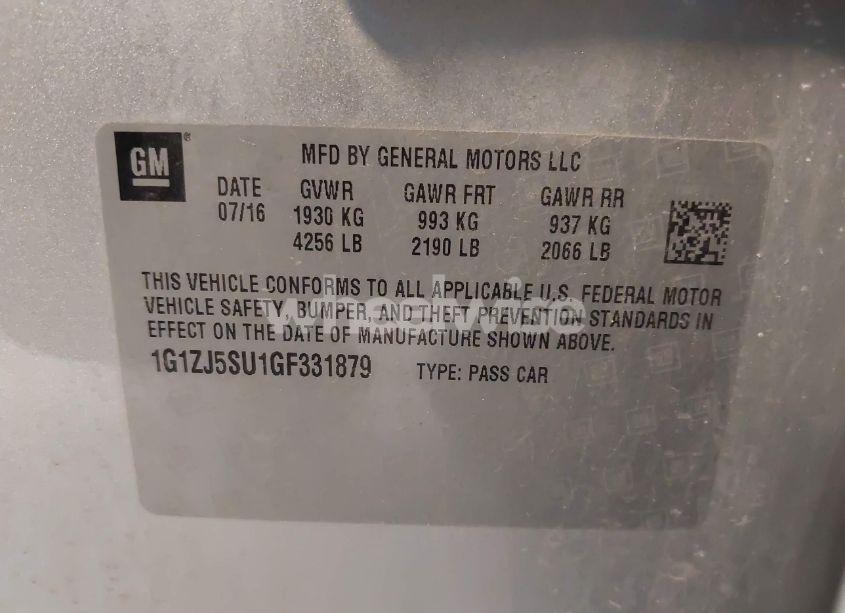 GM ®
MFD BY GENERAL MOTORS LLC
DATE GVWR GAWR FRT GAWR RR
07/16 1930 KG 993 KG 937 KG
4256 LB 2190 LB 2066 LB
THIS VEHICLE CONFORMS TO ALL APPLICABLE U.S. FEDERAL MOTOR
VEHICLE SAFETY, BUMPER, AND THEFT PREVENTION STANDARDS IN
EFFECT ON THE DATE OF MANUFACTURE SHOWN ABOVE.
1G1ZJ5SU1GF331879 TYPE: PASS CAR
wheelwire